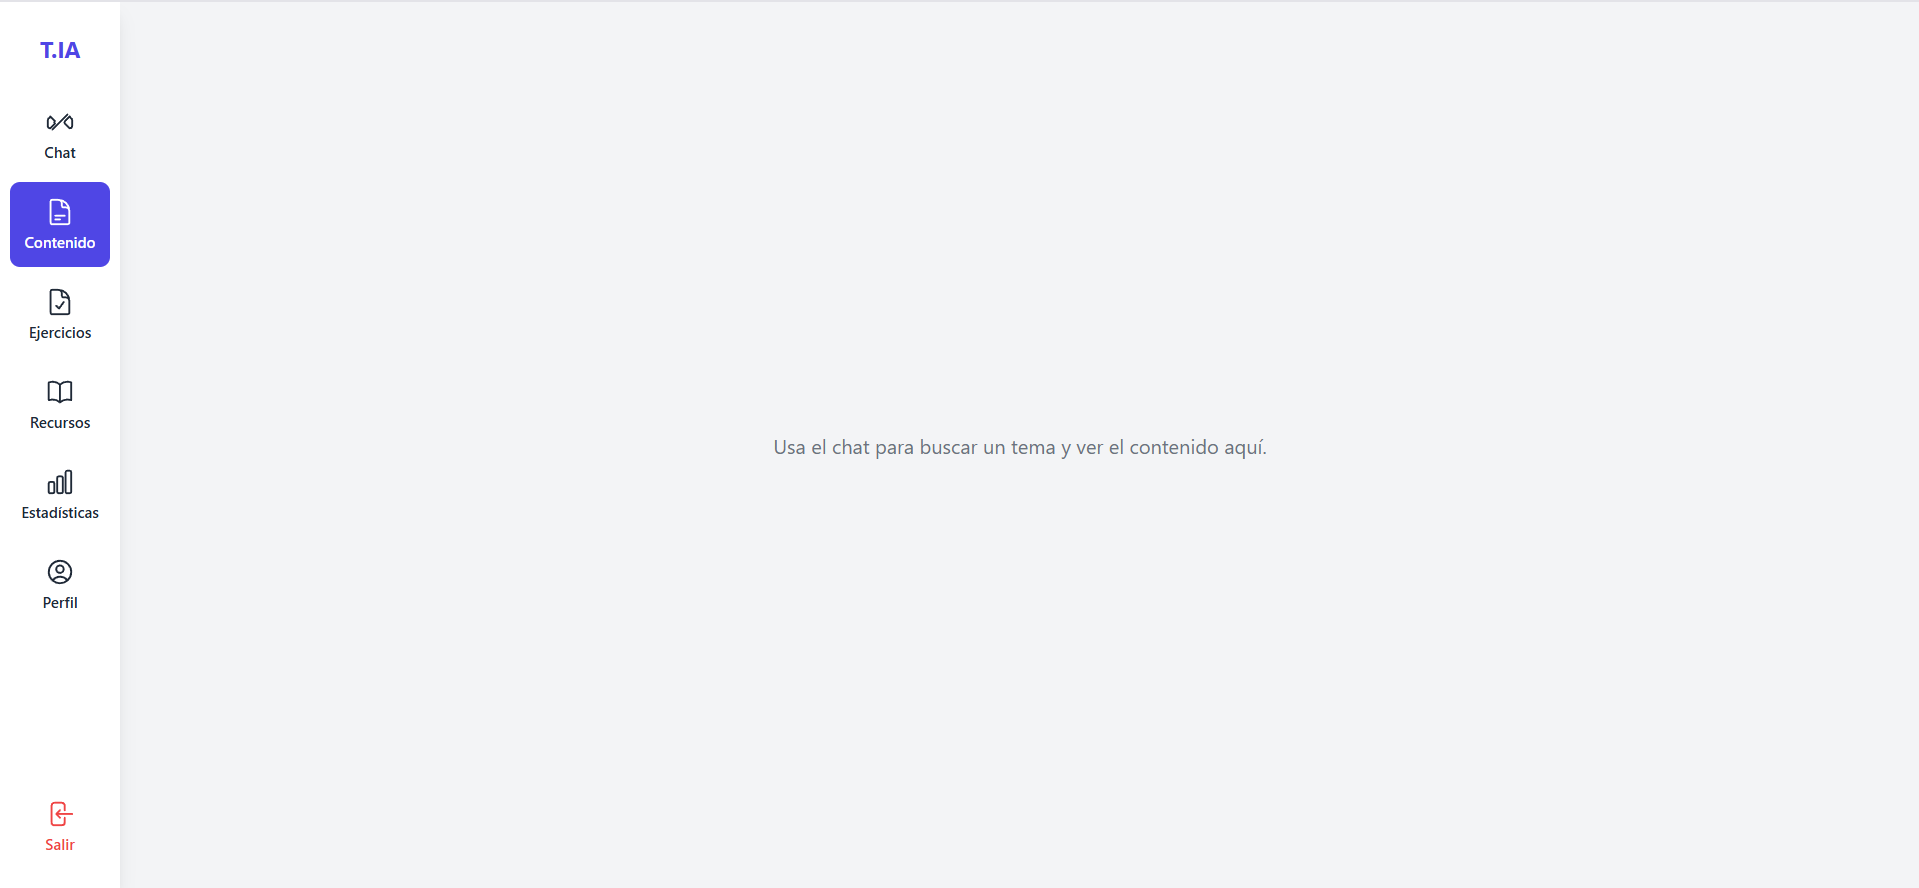 T.IA
Chat
Contenido
Ejercicios
Recursos
Estadísticas
Perfil
Salir
Usa el chat para buscar un tema y ver el contenido aquí.